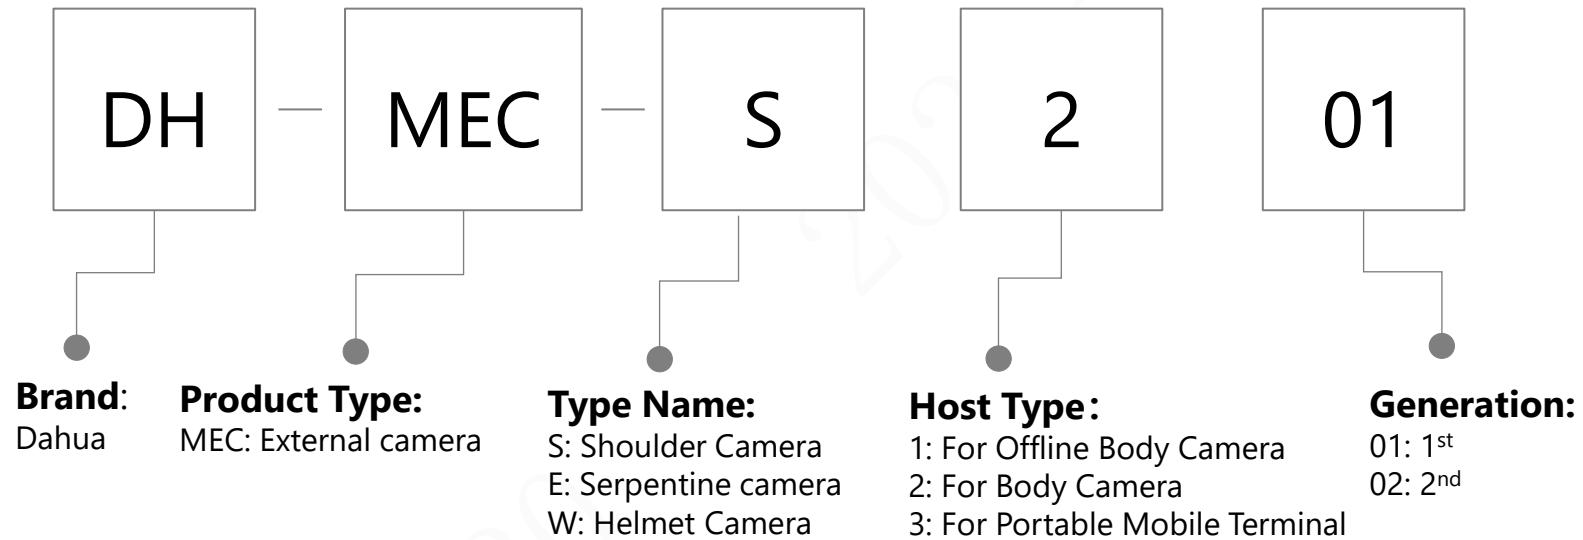 DH — MEC — S 2 01
Brand:
Dahua
Product Type:
MEC: External camera
Type Name:
S: Shoulder Camera
E: Serpentine camera
W: Helmet Camera
Host Type：
1: For Offline Body Camera
2: For Body Camera
3: For Portable Mobile Terminal
Generation:
01: 1st
02: 2nd